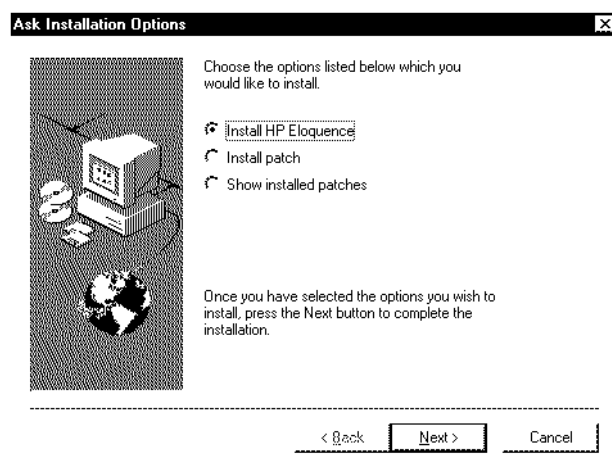 Ask Installation Options
Choose the options listed below which you
would like to install.
Install HP Eloquence
Install patch
Show installed patches
Once you have selected the options you wish to
install, press the Next button to complete the
installation.
< Back
Next >
Cancel